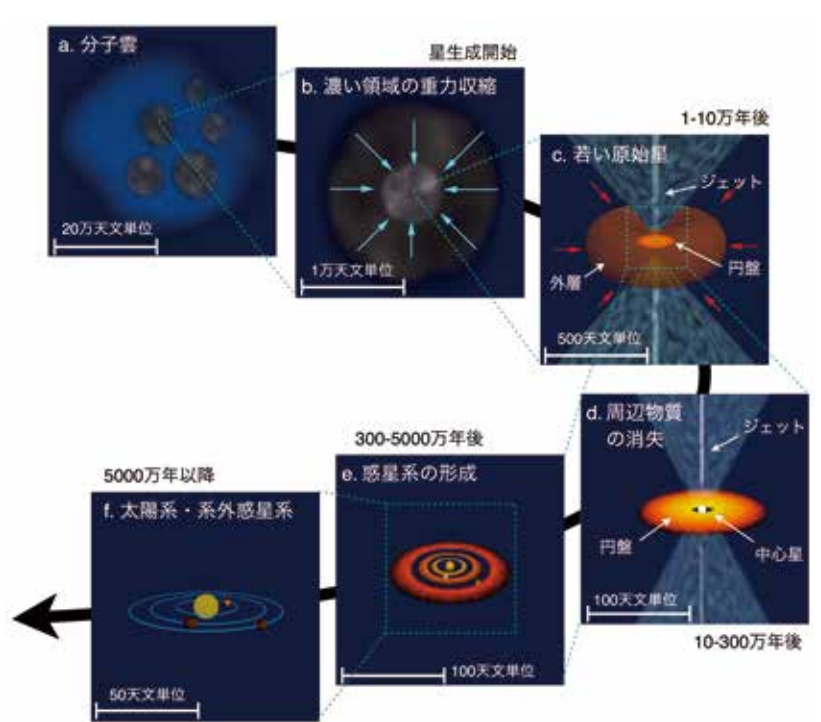 a. 分子雲
20万天文単位
星生成開始
b. 濃い領域の重力収縮
1万天文単位
1-10万年後
c. 若い原始星
ジェット
外層
円盤
500天文単位
d. 周辺物質
の消失
ジェット
円盤
中心星
100天文単位
10-300万年後
300-5000万年後
e. 惑星系の形成
100天文単位
5000万年以降
f. 太陽系・系外惑星系
50天文単位